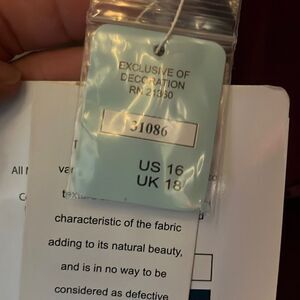 EXCLUSIVE OF
DECORATION
RN 21360
31086
US 16
UK 18
characteristic of the fabric
adding to its natural beauty,
and is in no way to be
considered as defective